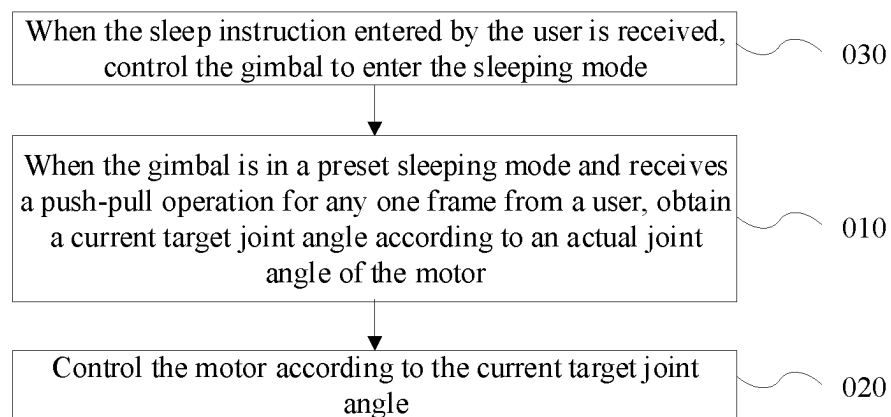 When the sleep instruction entered by the user is received,
control the gimbal to enter the sleeping mode
030
When the gimbal is in a preset sleeping mode and receives
a push-pull operation for any one frame from a user, obtain
a current target joint angle according to an actual joint
angle of the motor
010
Control the motor according to the current target joint
angle
020